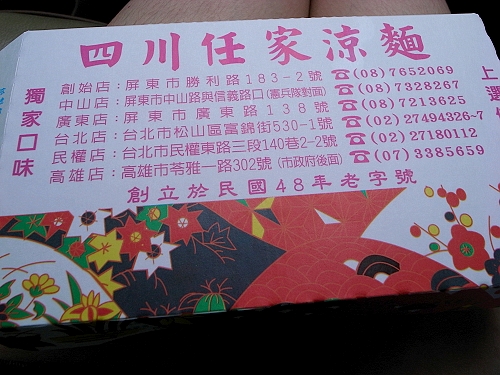 四川任家涼麵
獨家口味
創始店：屏東市勝利路183-2號 ☎(08)7652069
中山店：屏東市中山路與信義路口(憲兵隊對面) ☎(08)7328267
廣東店：屏東市廣東路138號 ☎(08)7213625
台北店：台北市松山區富錦街530-1號 ☎(02)27494326~7
民權店：台北市民權東路三段140巷2-2號 ☎(02)27180112
高雄店：高雄市苓雅一路302號(市政府後面) ☎(07)3385659
創立於民國48年老字號
上選